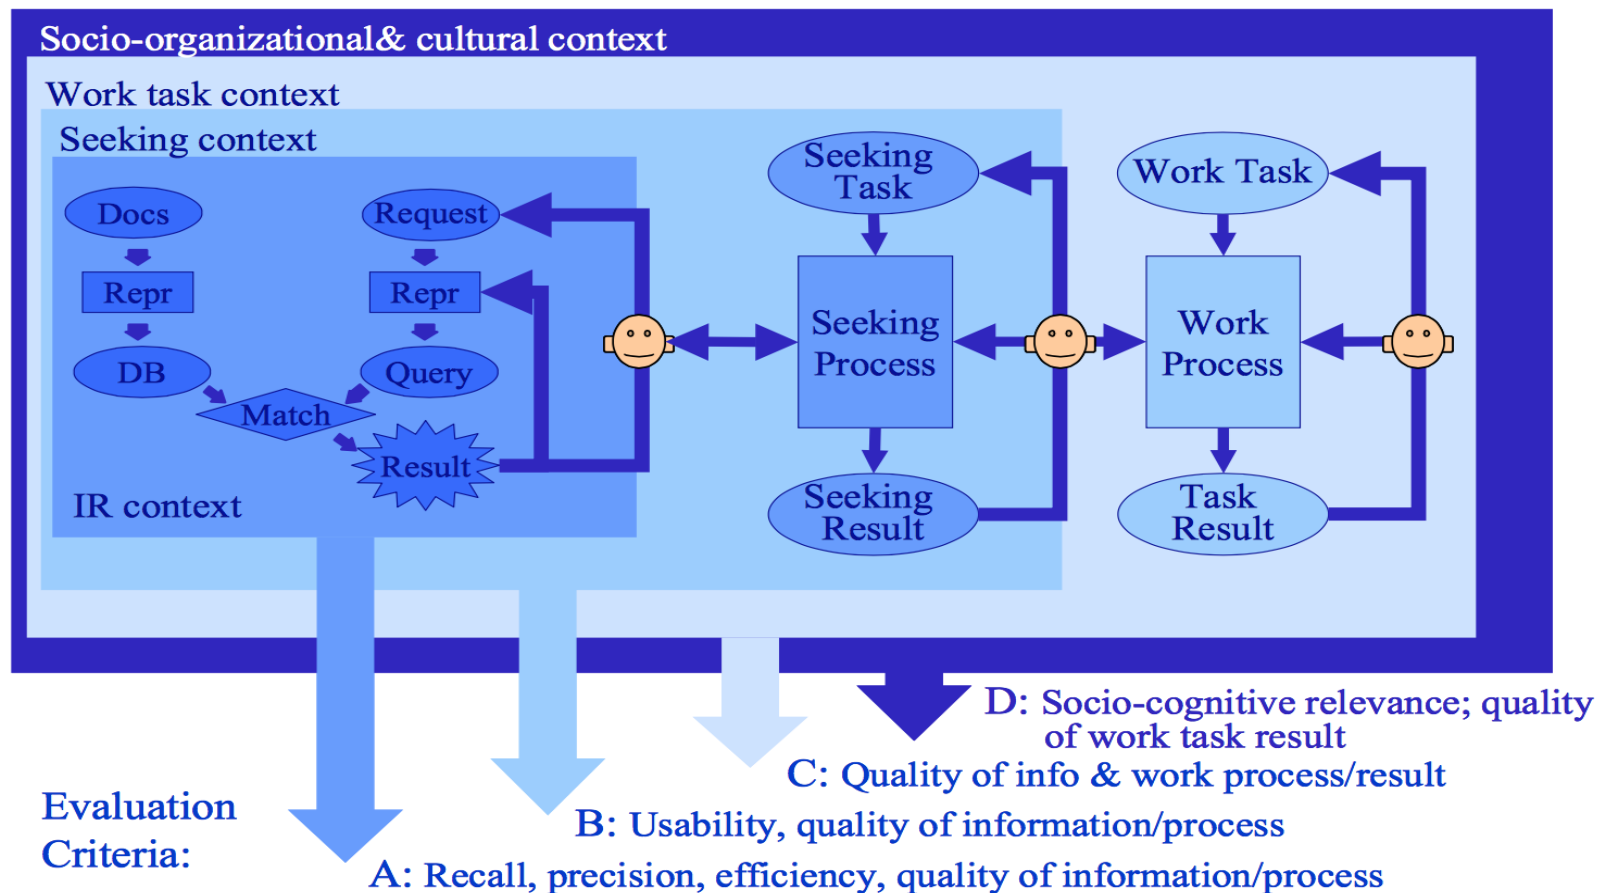 Socio-organizational& cultural context
Work task context
Seeking context
Docs
Repr
DB
Request
Repr
Query
Match
Result
IR context
Seeking
Task
Seeking
Process
Seeking
Result
Work Task
Work
Process
Task
Result
D: Socio-cognitive relevance; quality
of work task result
C: Quality of info & work process/result
B: Usability, quality of information/process
Evaluation
Criteria:
A: Recall, precision, efficiency, quality of information/process